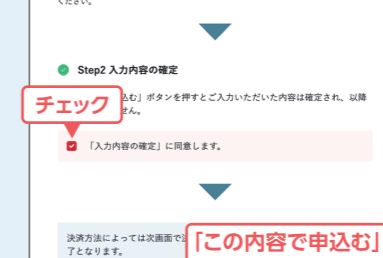 ください。
Step2 入力内容の確定
チェック
込む」ボタンを押すとご入力いただいた内容は確定され、以降
せん。
「入力内容の確定」に同意します。
決済方法によっては次画面で
「この内容で申込む」
了となります。